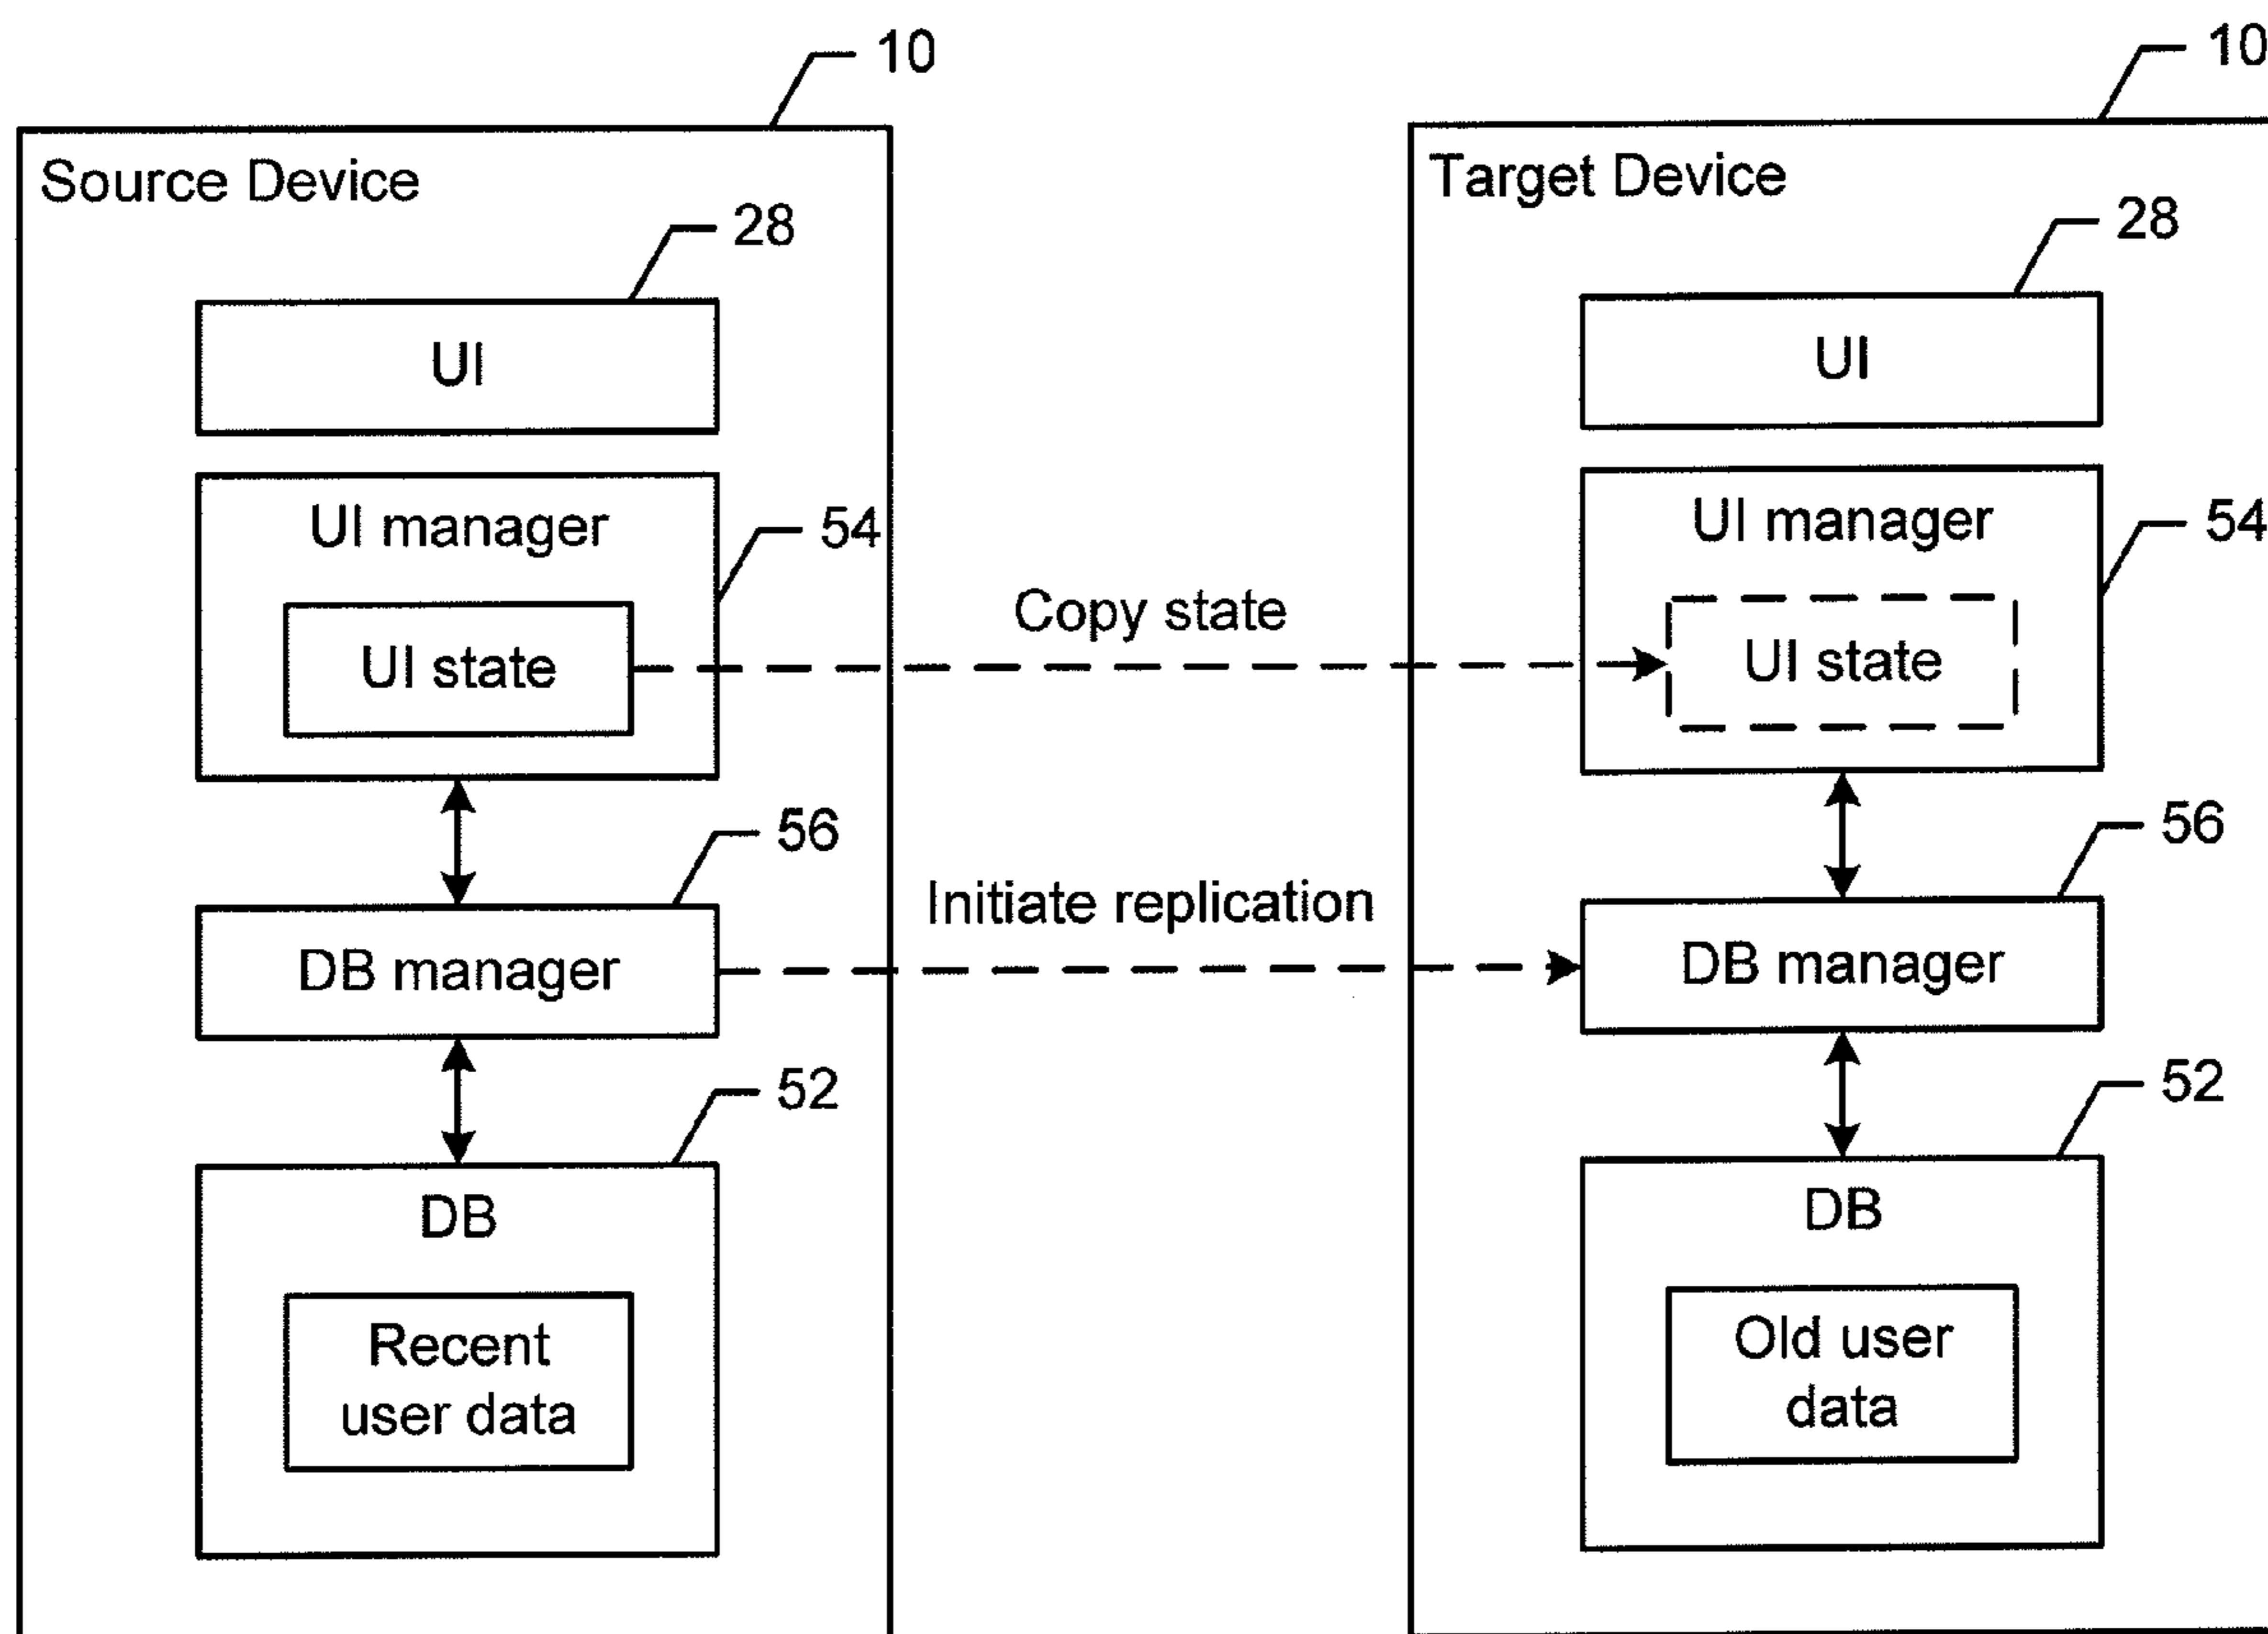 10
Source Device
28
UI
UI manager
54
UI state
56
DB manager
52
DB
Recent
user data
Copy state
Initiate replication
10
Target Device
28
UI
UI manager
54
UI state
56
DB manager
52
DB
Old user
data